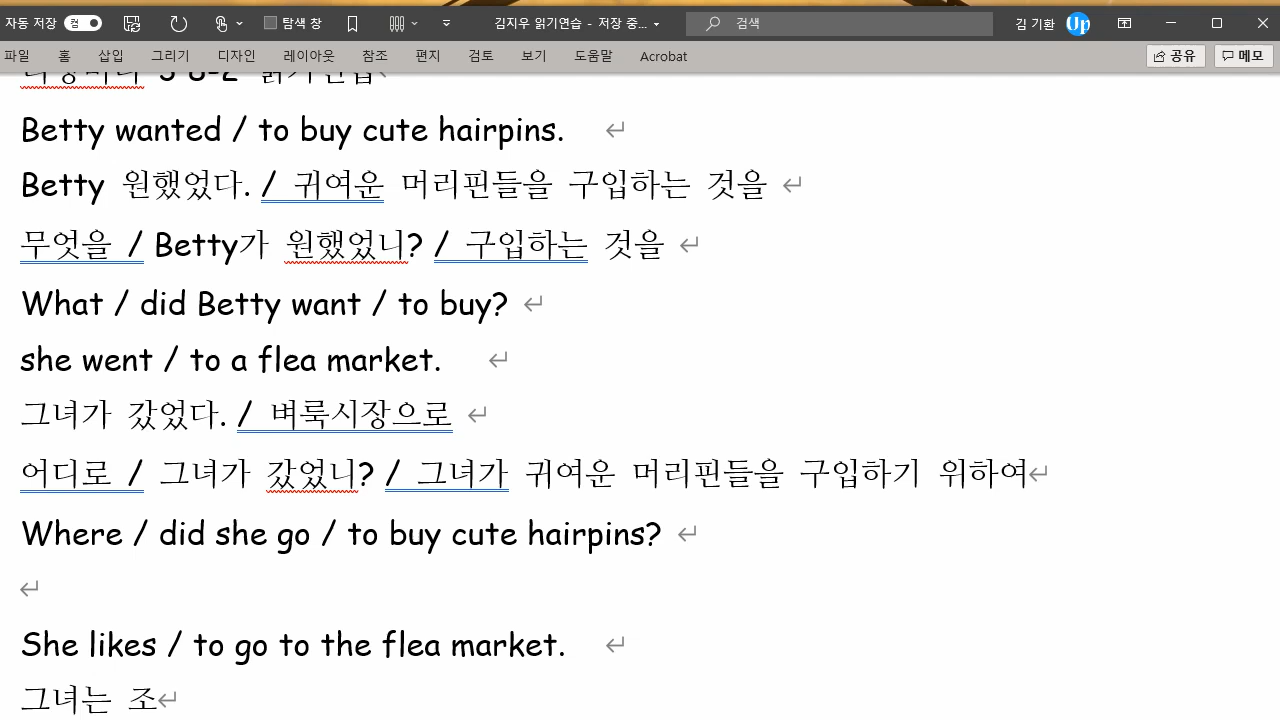 자동 저장 컴 탐색 창 김지우 읽기연습 - 저장 중... 검색 김 기환 Up
파일 홈 삽입 그리기 디자인 레이아웃 참조 편지 검토 보기 도움말 Acrobat 공유 메모
읽기연습
Betty wanted / to buy cute hairpins.
Betty 원했었다. / 귀여운 머리핀들을 구입하는 것을
무엇을 / Betty가 원했었니? / 구입하는 것을
What / did Betty want / to buy?
she went / to a flea market.
그녀가 갔었다. / 벼룩시장으로
어디로 / 그녀가 갔었니? / 그녀가 귀여운 머리핀들을 구입하기 위하여
Where / did she go / to buy cute hairpins?
She likes / to go to the flea market.
그녀는 조